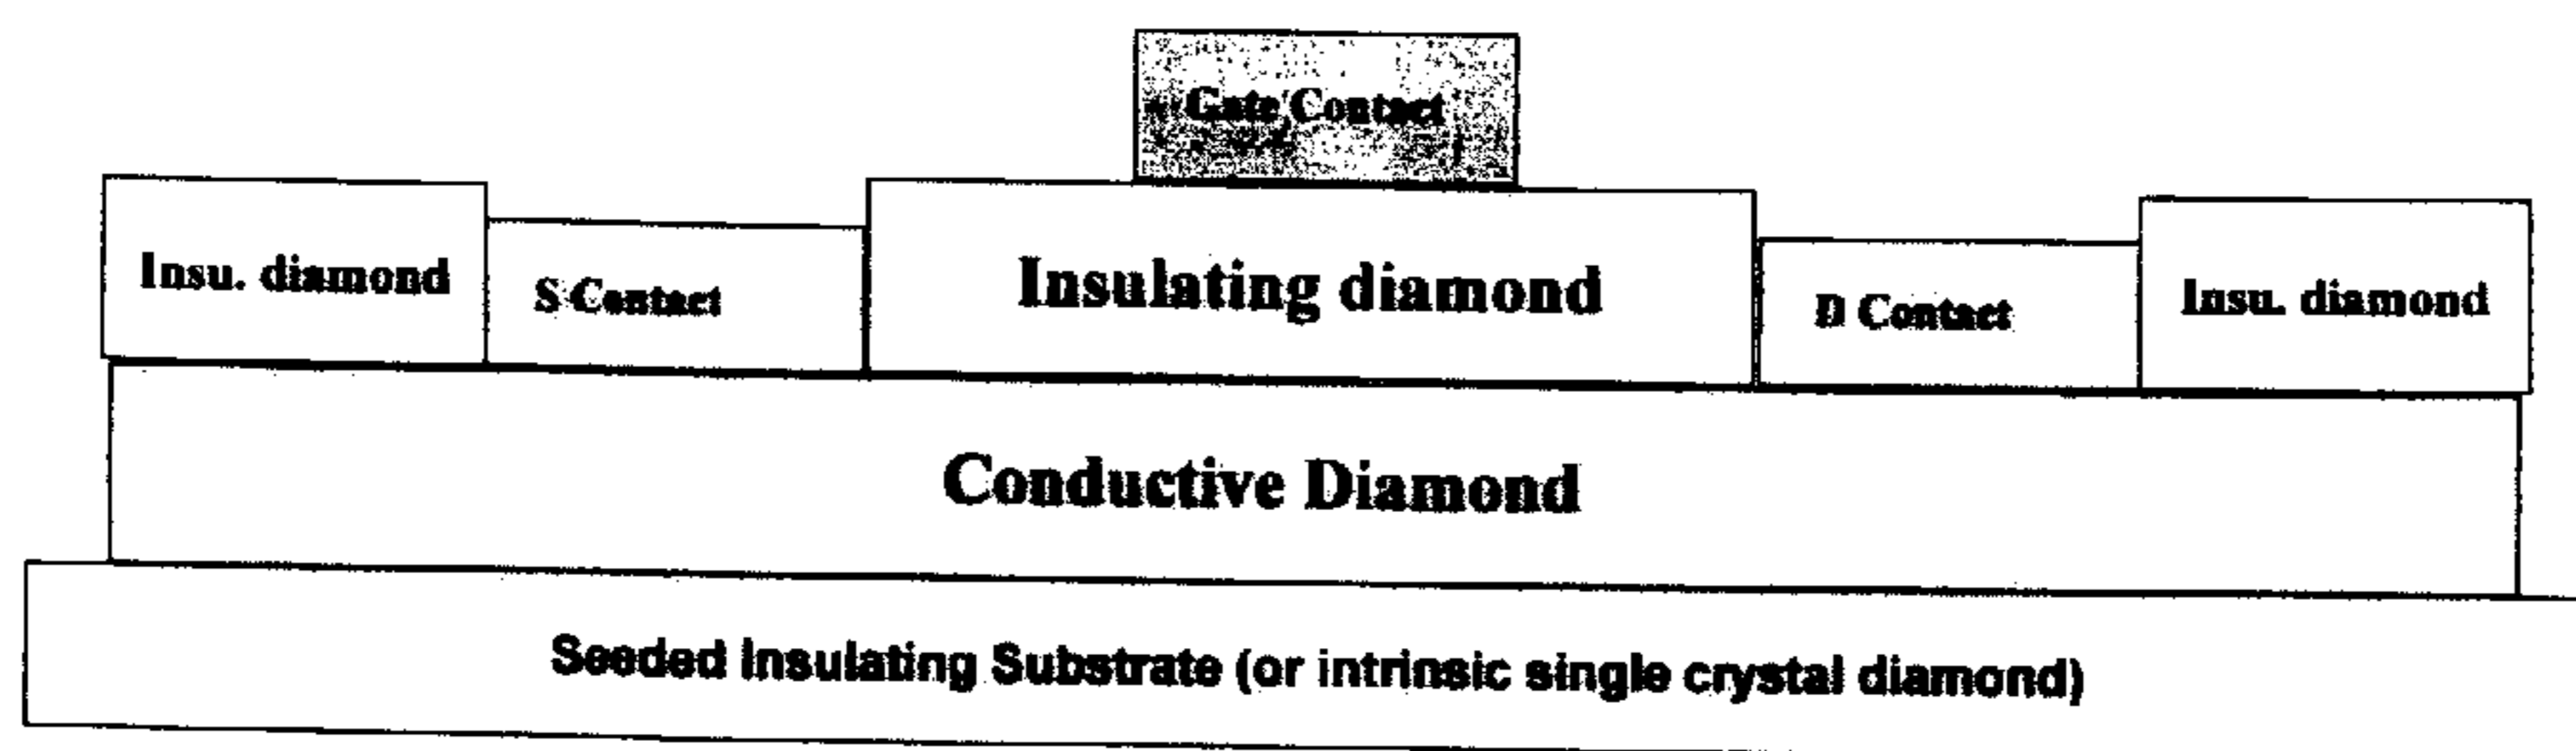 Gate Contact
Insu. diamond
S Contact
Insulating diamond
D Contact
Insu. diamond
Conductive Diamond
Seeded Insulating Substrate (or intrinsic single crystal diamond)